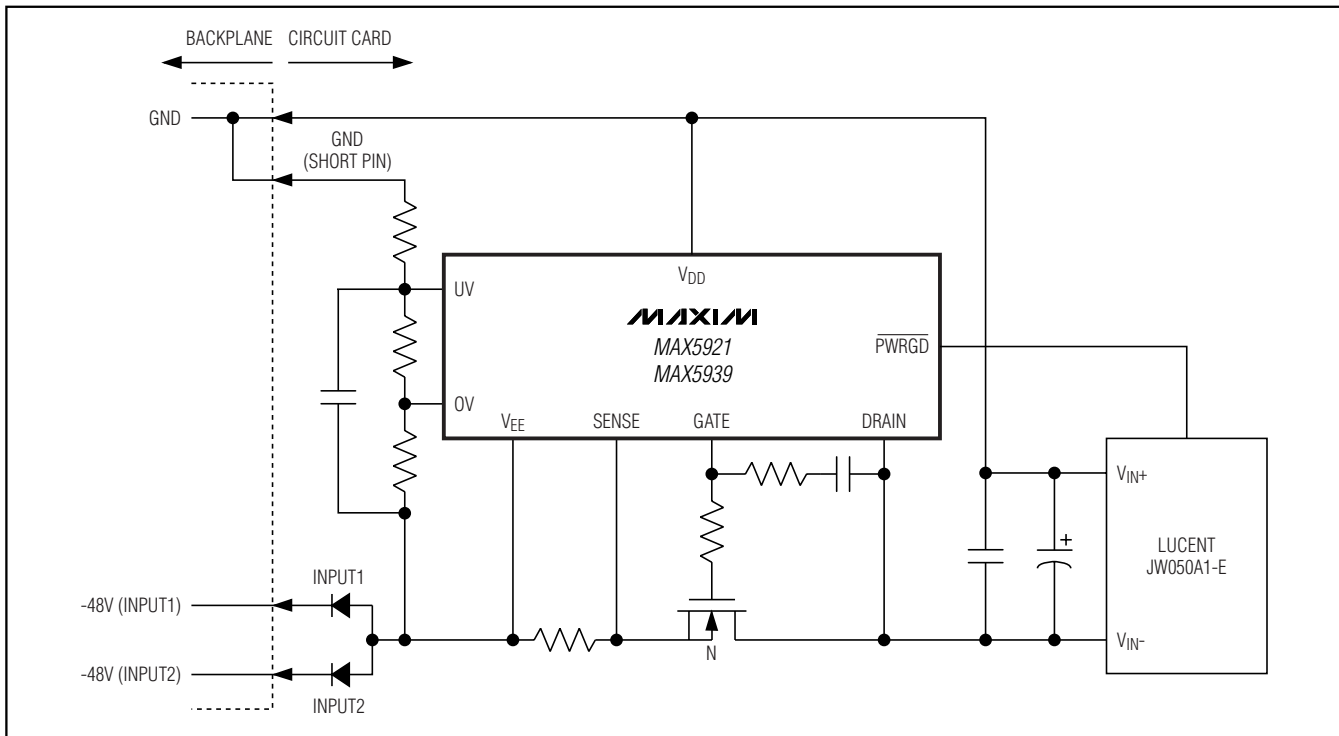 BACKPLANE CIRCUIT CARD
GND
GND
(SHORT PIN)
VDD
UV
MAXIM
MAX5921
MAX5939
PWRGD
OV
VEE
SENSE
GATE
DRAIN
VIN+
+
LUCENT
JW050A1-E
INPUT1
-48V (INPUT1)
N
VIN-
-48V (INPUT2)
INPUT2